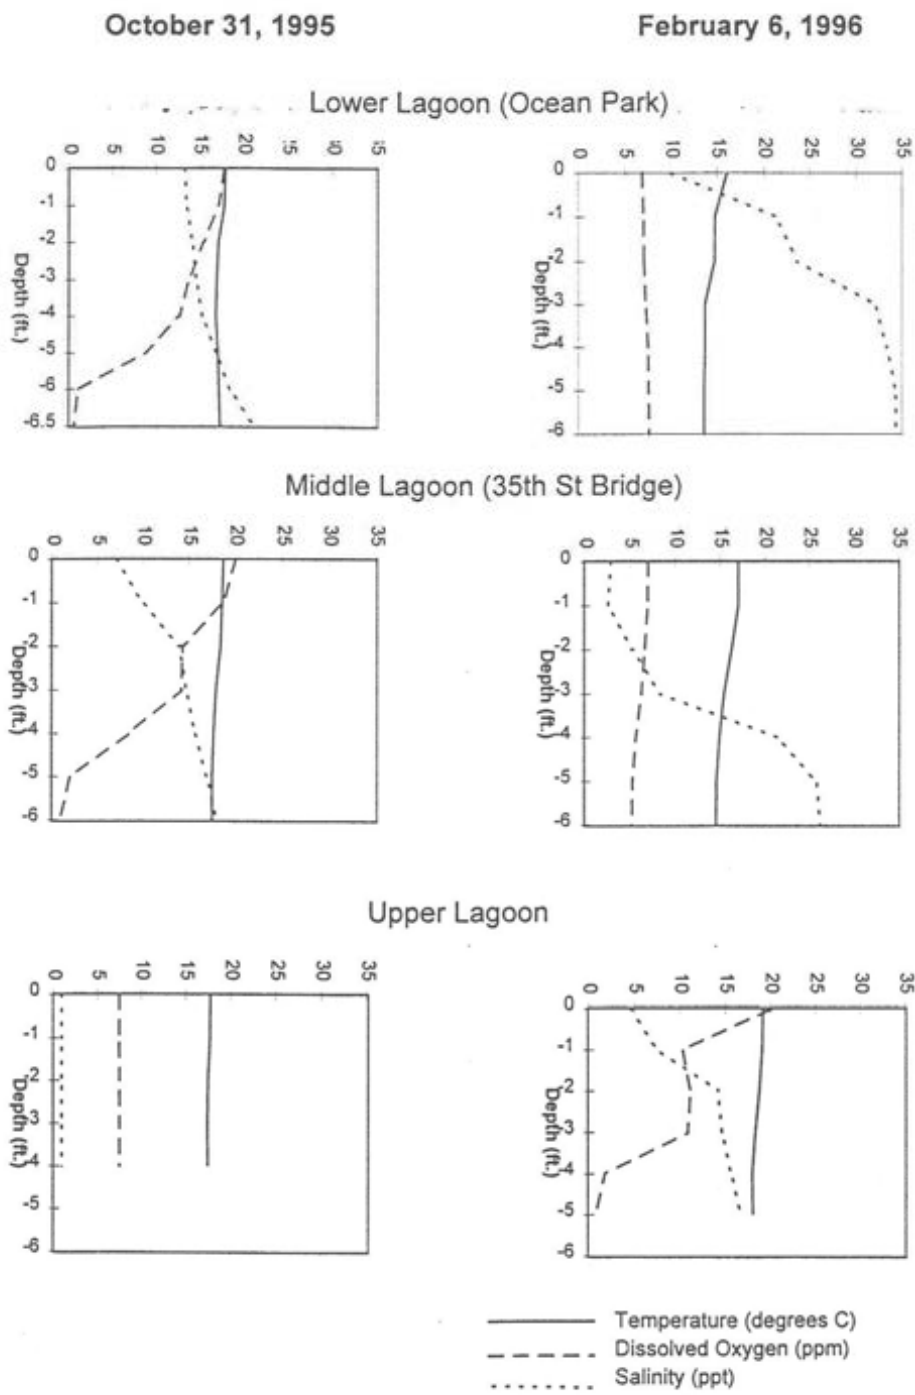 October 31, 1995 February 6, 1996
Lower Lagoon (Ocean Park)
0 5 10 15 20 25 30 35 40 45
0
-1
-2
-3
-4
-5
-6
-6.5
Depth (ft.)
0 5 10 15 20 25 30 35
0
-1
-2
-3
-4
-5
-6
Depth (ft.)
Middle Lagoon (35th St Bridge)
0 5 10 15 20 25 30 35
0
-1
-2
-3
-4
-5
-6
Depth (ft.)
0 5 10 15 20 25 30 35
0
-1
-2
-3
-4
-5
-6
Depth (ft.)
Upper Lagoon
0 5 10 15 20 25 30 35
0
-1
-2
-3
-4
-6
Depth (ft.)
0 5 10 15 20 25 30 35
0
-1
-2
-3
-4
-5
-6
Depth (ft.)
Temperature (degrees C)
Dissolved Oxygen (ppm)
Salinity (ppt)